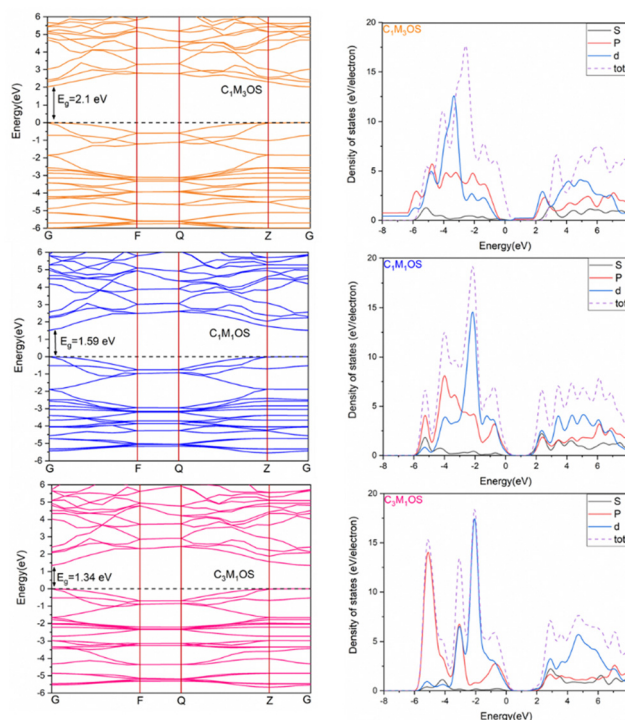 6
5
4
3
2
1
0
-1
-2
-3
-4
-5
-6
Energy(eV)
E_g=2.1 eV
C₁M₃OS
G F Q Z G
20
15
10
5
0
Density of states (eV/electron)
C₁M₃OS
S
P
d
tot
-8 -6 -4 -2 0 2 4 6
Energy(eV)
6
5
4
3
2
1
0
-1
-2
-3
-4
-5
-6
Energy(eV)
E_g=1.59 eV
C₁M₁OS
G F Q Z G
20
15
10
5
0
Density of states (eV/electron)
C₁M₁OS
S
P
d
tot
-8 -6 -4 -2 0 2 4 6
Energy(eV)
6
5
4
3
2
1
0
-1
-2
-3
-4
-5
-6
Energy(eV)
E_g=1.34 eV
C₃M₁OS
G F Q Z G
20
15
10
5
0
Density of states (eV/electron)
C₃M₁OS
S
P
d
tot
-8 -6 -4 -2 0 2 4 6
Energy(eV)